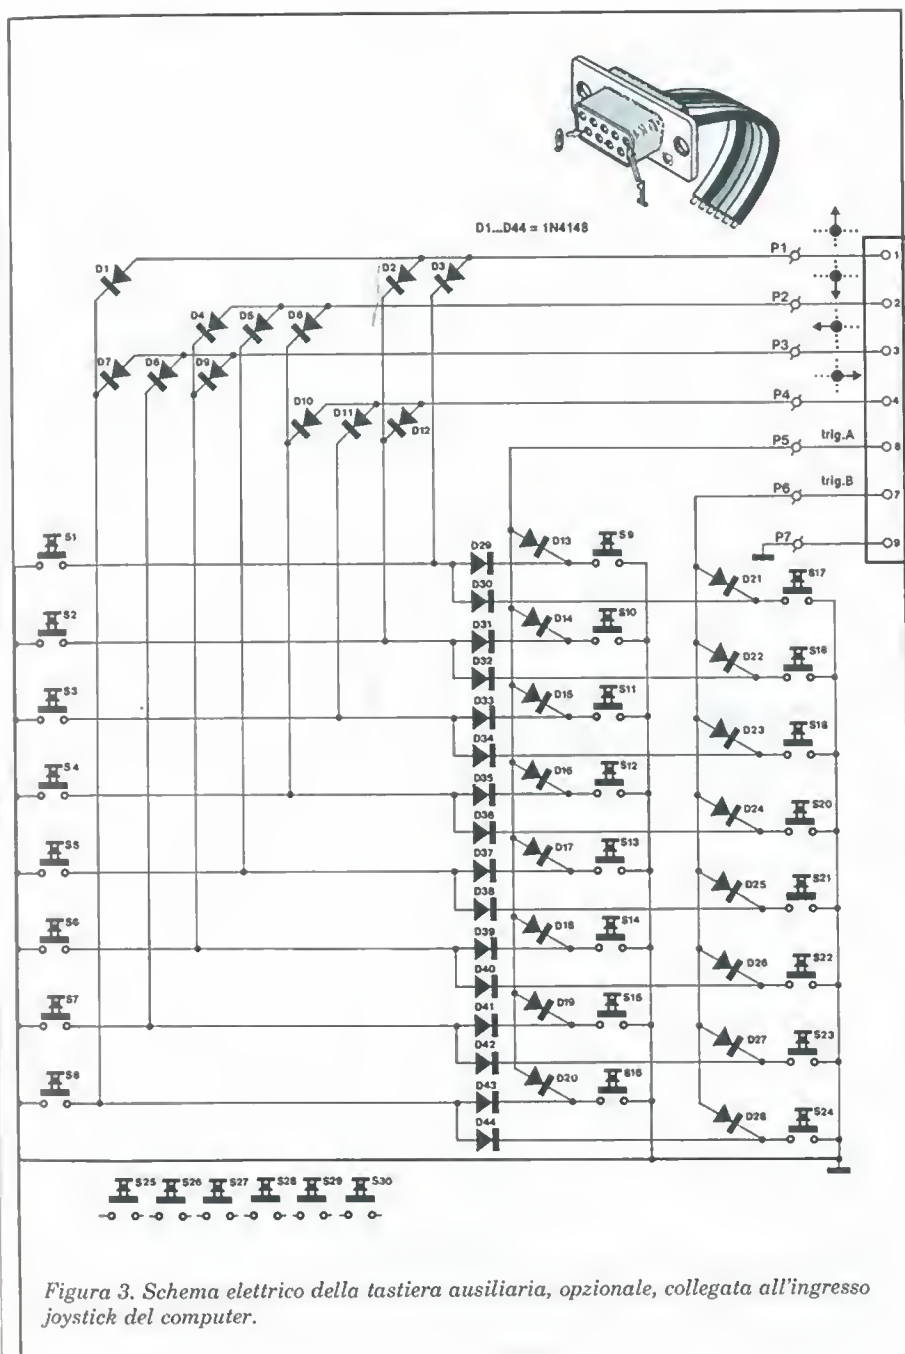 D1...D44 = 1N4148
P1
1
P2
2
P3
3
P4
4
P5
trig.A
8
P6
trig.B
7
P7
9
D1
D2
D3
D4
D5
D6
D7
D8
D9
D10
D11
D12
S1
D29
D13
S9
D30
D21
S17
S2
D31
D14
S10
D32
D22
S18
S3
D33
D15
S11
D34
D23
S18
S4
D35
D16
S12
D36
D24
S20
S5
D37
D17
S13
D38
D25
S21
S6
D39
D18
S14
D40
D26
S22
S7
D41
D19
S15
D42
D27
S23
S8
D43
D20
S16
D44
D28
S24
S25 S26 S27 S28 S29 S30
Figura 3. Schema elettrico della tastiera ausiliaria, opzionale, collegata all'ingresso
joystick del computer.